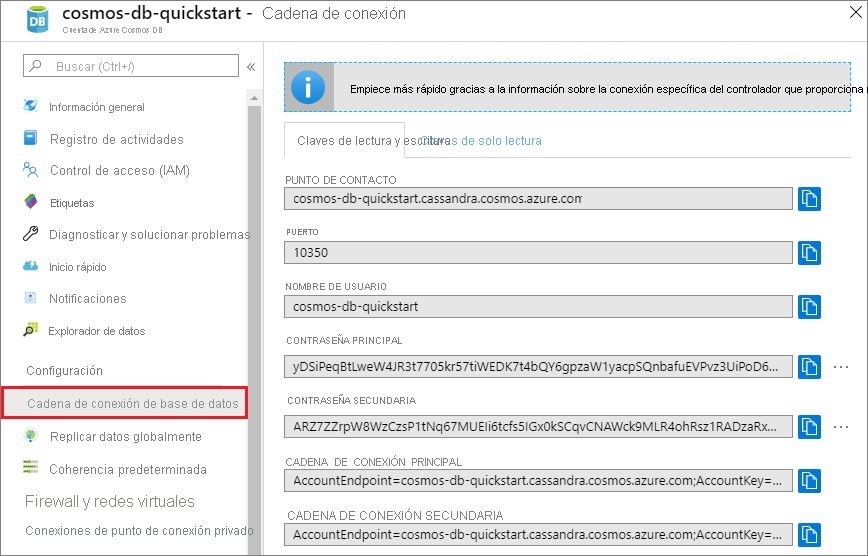 cosmos-db-quickstart - Cadena de conexión
Cuenta de Azure Cosmos DB
Buscar (Ctrl+/)
Información general
Registro de actividades
Control de acceso (IAM)
Etiquetas
Diagnosticar y solucionar problemas
Inicio rápido
Notificaciones
Explorador de datos
Configuración
Cadena de conexión de base de datos
Replicar datos globalmente
Coherencia predeterminada
Firewall y redes virtuales
Conexiones de punto de conexión privado
Empiece más rápido gracias a la información sobre la conexión específica del controlador que proporciona
Claves de lectura y escritura
Claves de solo lectura
PUNTO DE CONTACTO
cosmos-db-quickstart.cassandra.cosmos.azure.com
PUERTO
10350
NOMBRE DE USUARIO
cosmos-db-quickstart
CONTRASEÑA PRINCIPAL
yDSiPeqBtLweW4JR3t7705kr57tiWEDK7t4bQY6gpzaW1yacpSQnbafuEVPvz3UiPoD6...
CONTRASEÑA SECUNDARIA
ARZ7ZZrpW8WzCzsP1tNq67MUEIi6tcfs5IGx0kSCqvCNAWck9MLR4ohRsz1RADzaRx...
CADENA DE CONEXIÓN PRINCIPAL
AccountEndpoint=cosmos-db-quickstart.cassandra.cosmos.azure.com;AccountKey=...
CADENA DE CONEXIÓN SECUNDARIA
AccountEndpoint=cosmos-db-quickstart.cassandra.cosmos.azure.com;AccountKey=...